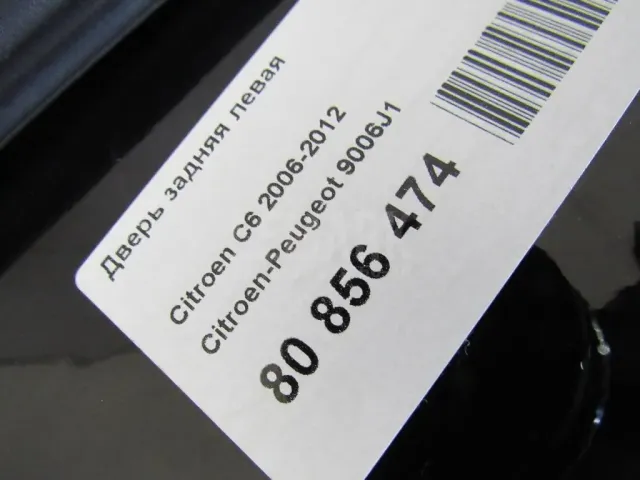 Дверь задняя левая
Citroen C6 2006-2012
Citroen-Peugeot 9006J1
80 856 474